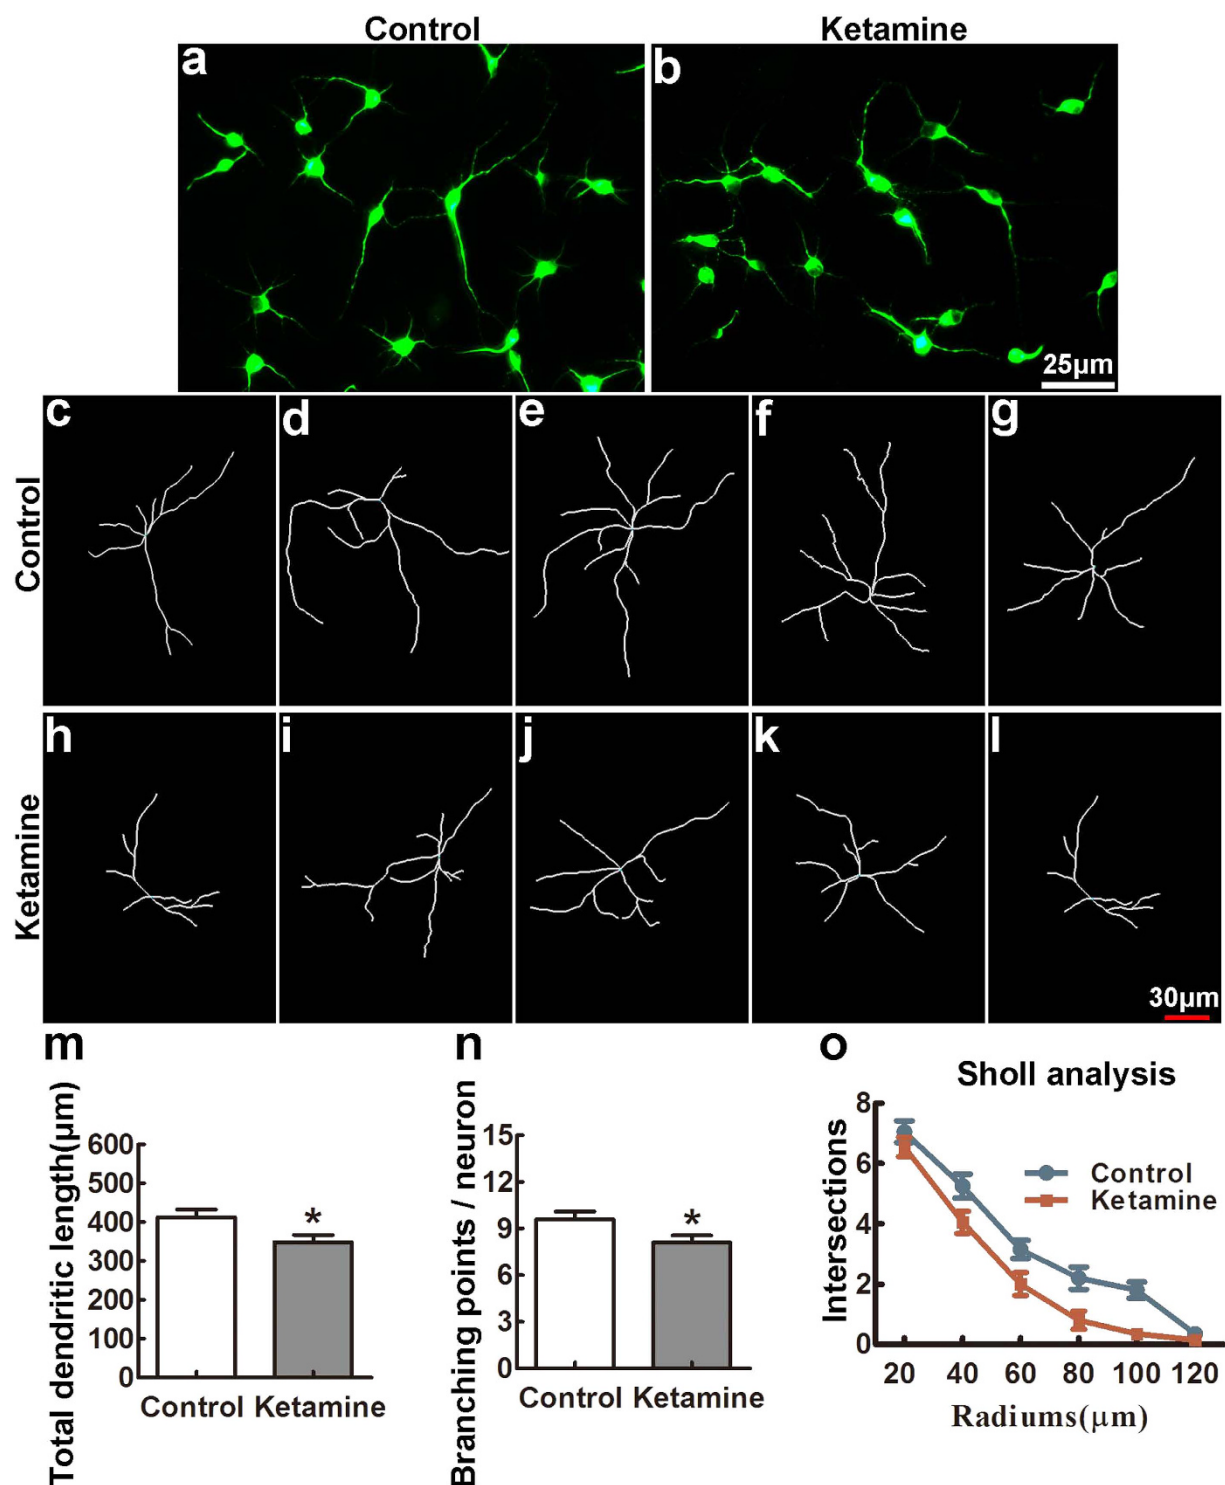 Control Ketamine
a b
25μm
Control
c d e f g
Ketamine
h i j k l
30μm
m
Total dendritic length(μm)
600
500
400
300
200
100
0
Control Ketamine
*
n
Branching points / neuron
15
12
9
6
3
0
Control Ketamine
*
o
Sholl analysis
Intersections
8
6
4
2
0
Control
Ketamine
20 40 60 80 100 120
Radiums(μm)